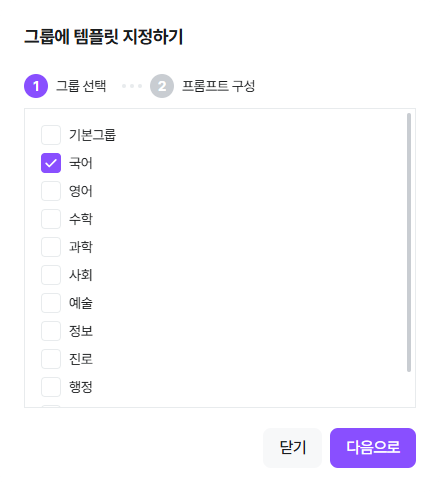 그룹에 템플릿 지정하기
1 그룹 선택 ••• 2 프롬프트 구성
기본그룹
국어
영어
수학
과학
사회
예술
정보
진로
행정
닫기 다음으로